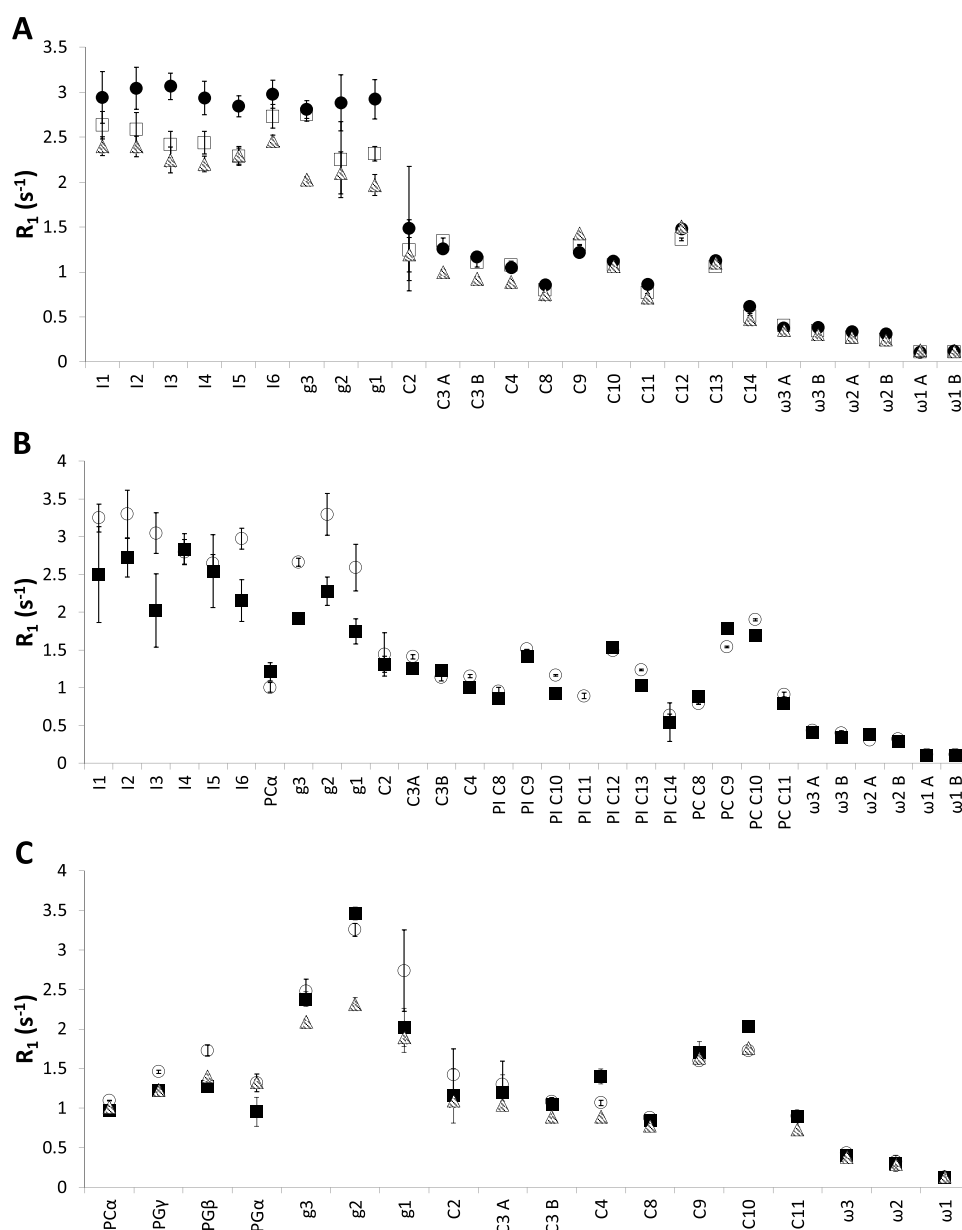 A
R1 (s-1)
3.5
3
2.5
2
1.5
1
0.5
0
I1 I2 I3 I4 I5 I6 g3 g2 g1 C2 C3 A C3 B C4 C8 C9 C10 C11 C12 C13 C14 ω3 A ω3 B ω2 A ω2 B ω1 A ω1 B
B
R1 (s-1)
4
3.5
3
2.5
2
1.5
1
0.5
0
I1 I2 I3 I4 I5 I6 PCα g3 g2 g1 C2 C3A C3B C4 PI C8 PI C9 PI C10 PI C11 PI C12 PI C13 PI C14 PC C8 PC C9 PC C10 PC C11 ω3 A ω3 B ω2 A ω2 B ω1 A ω1 B
C
R1 (s-1)
4
3.5
3
2.5
2
1.5
1
0.5
0
PCα PGγ PGβ PGα g3 g2 g1 C2 C3 A C3 B C4 C8 C9 C10 C11 ω3 ω2 ω1